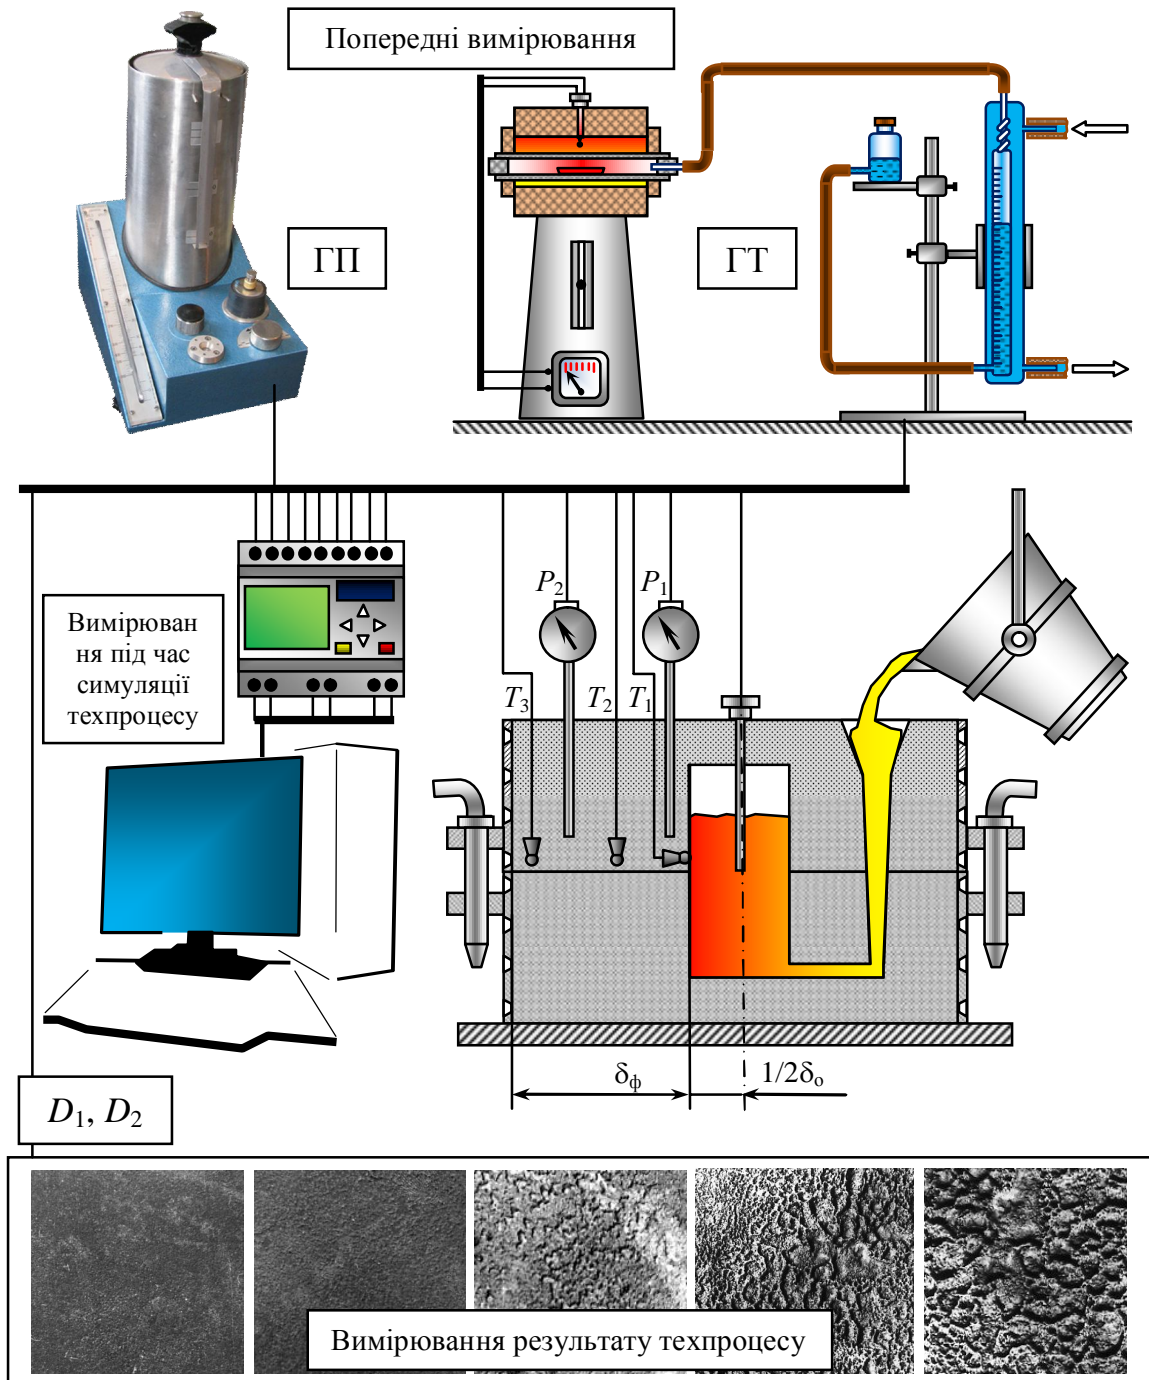 Попередні вимірювання
ГП
ГТ
P₂
P₁
Вимірюван
ня під час
симуляції
техпроцесу
T₃
T₂
T₁
δф
1/2δо
D₁, D₂
Вимірювання результату техпроцесу